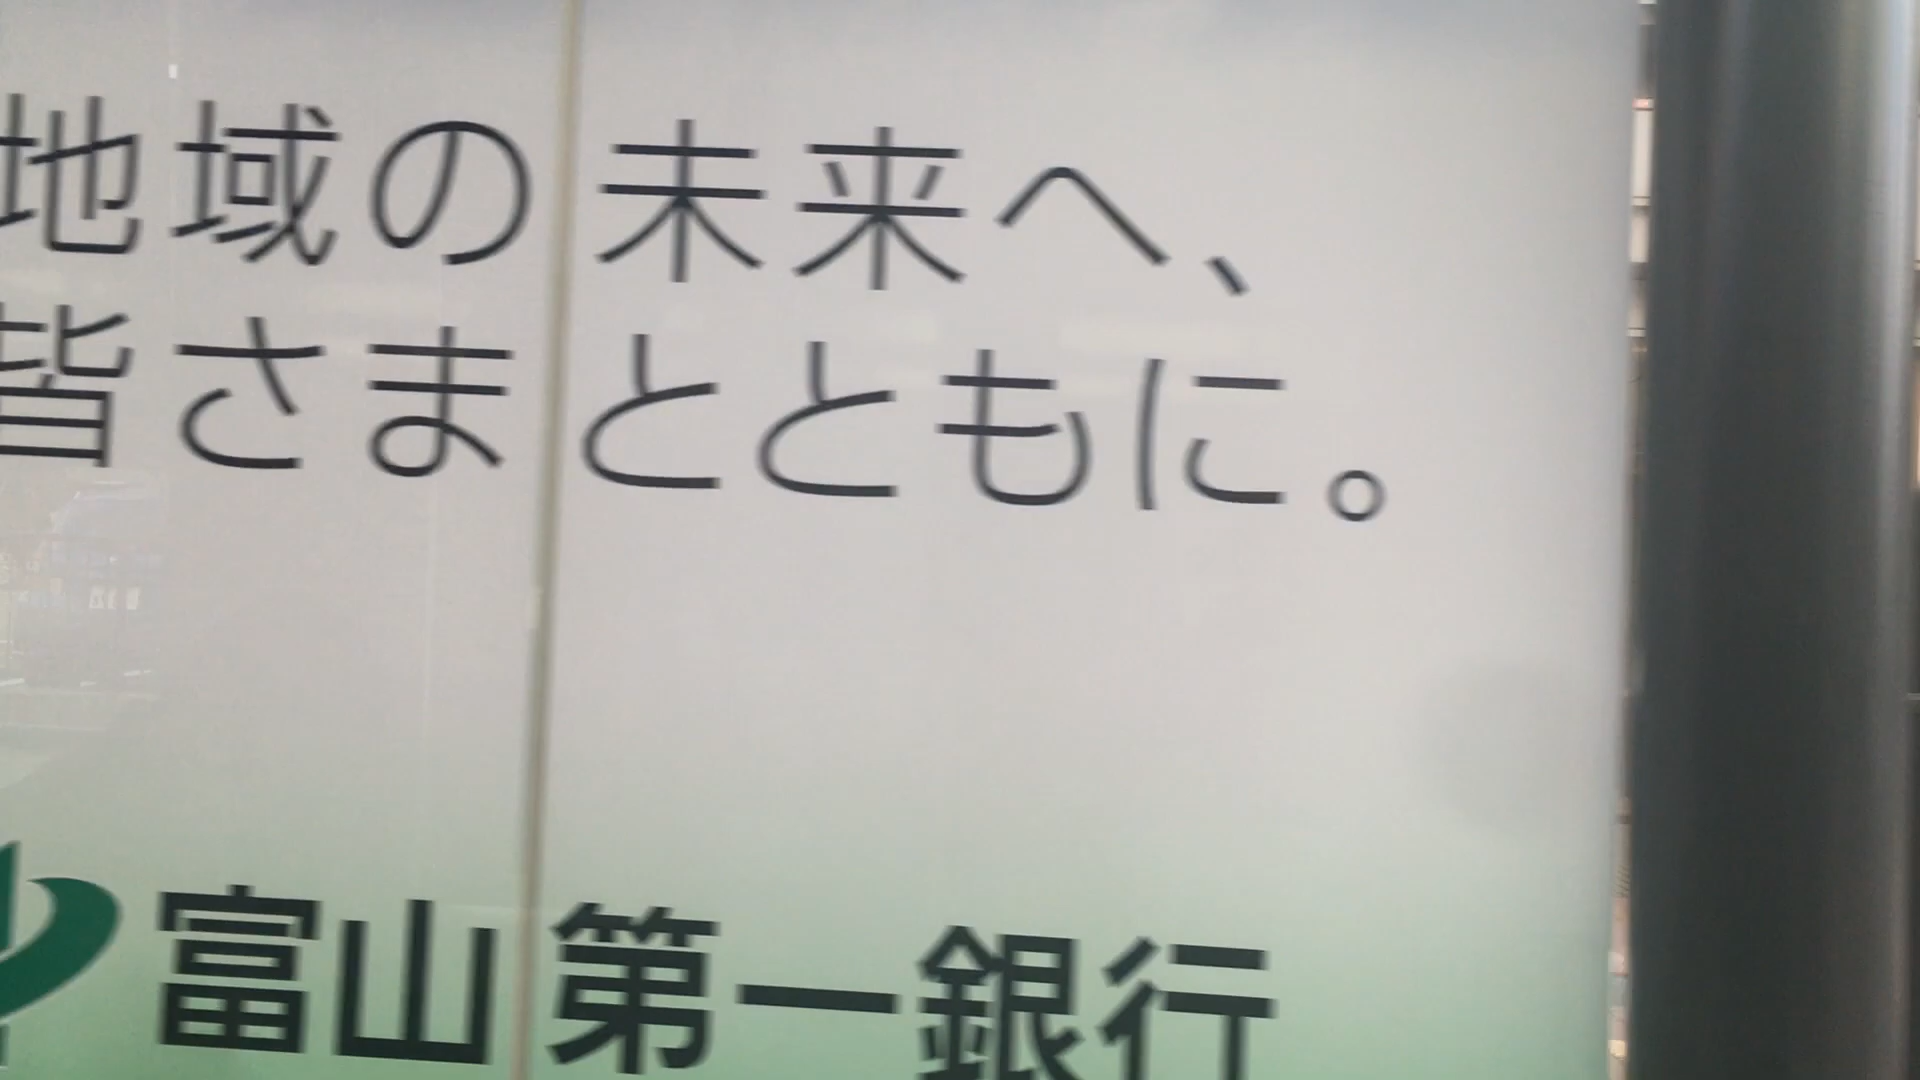 地域の未来へ、
皆さまとともに。
富山第一銀行